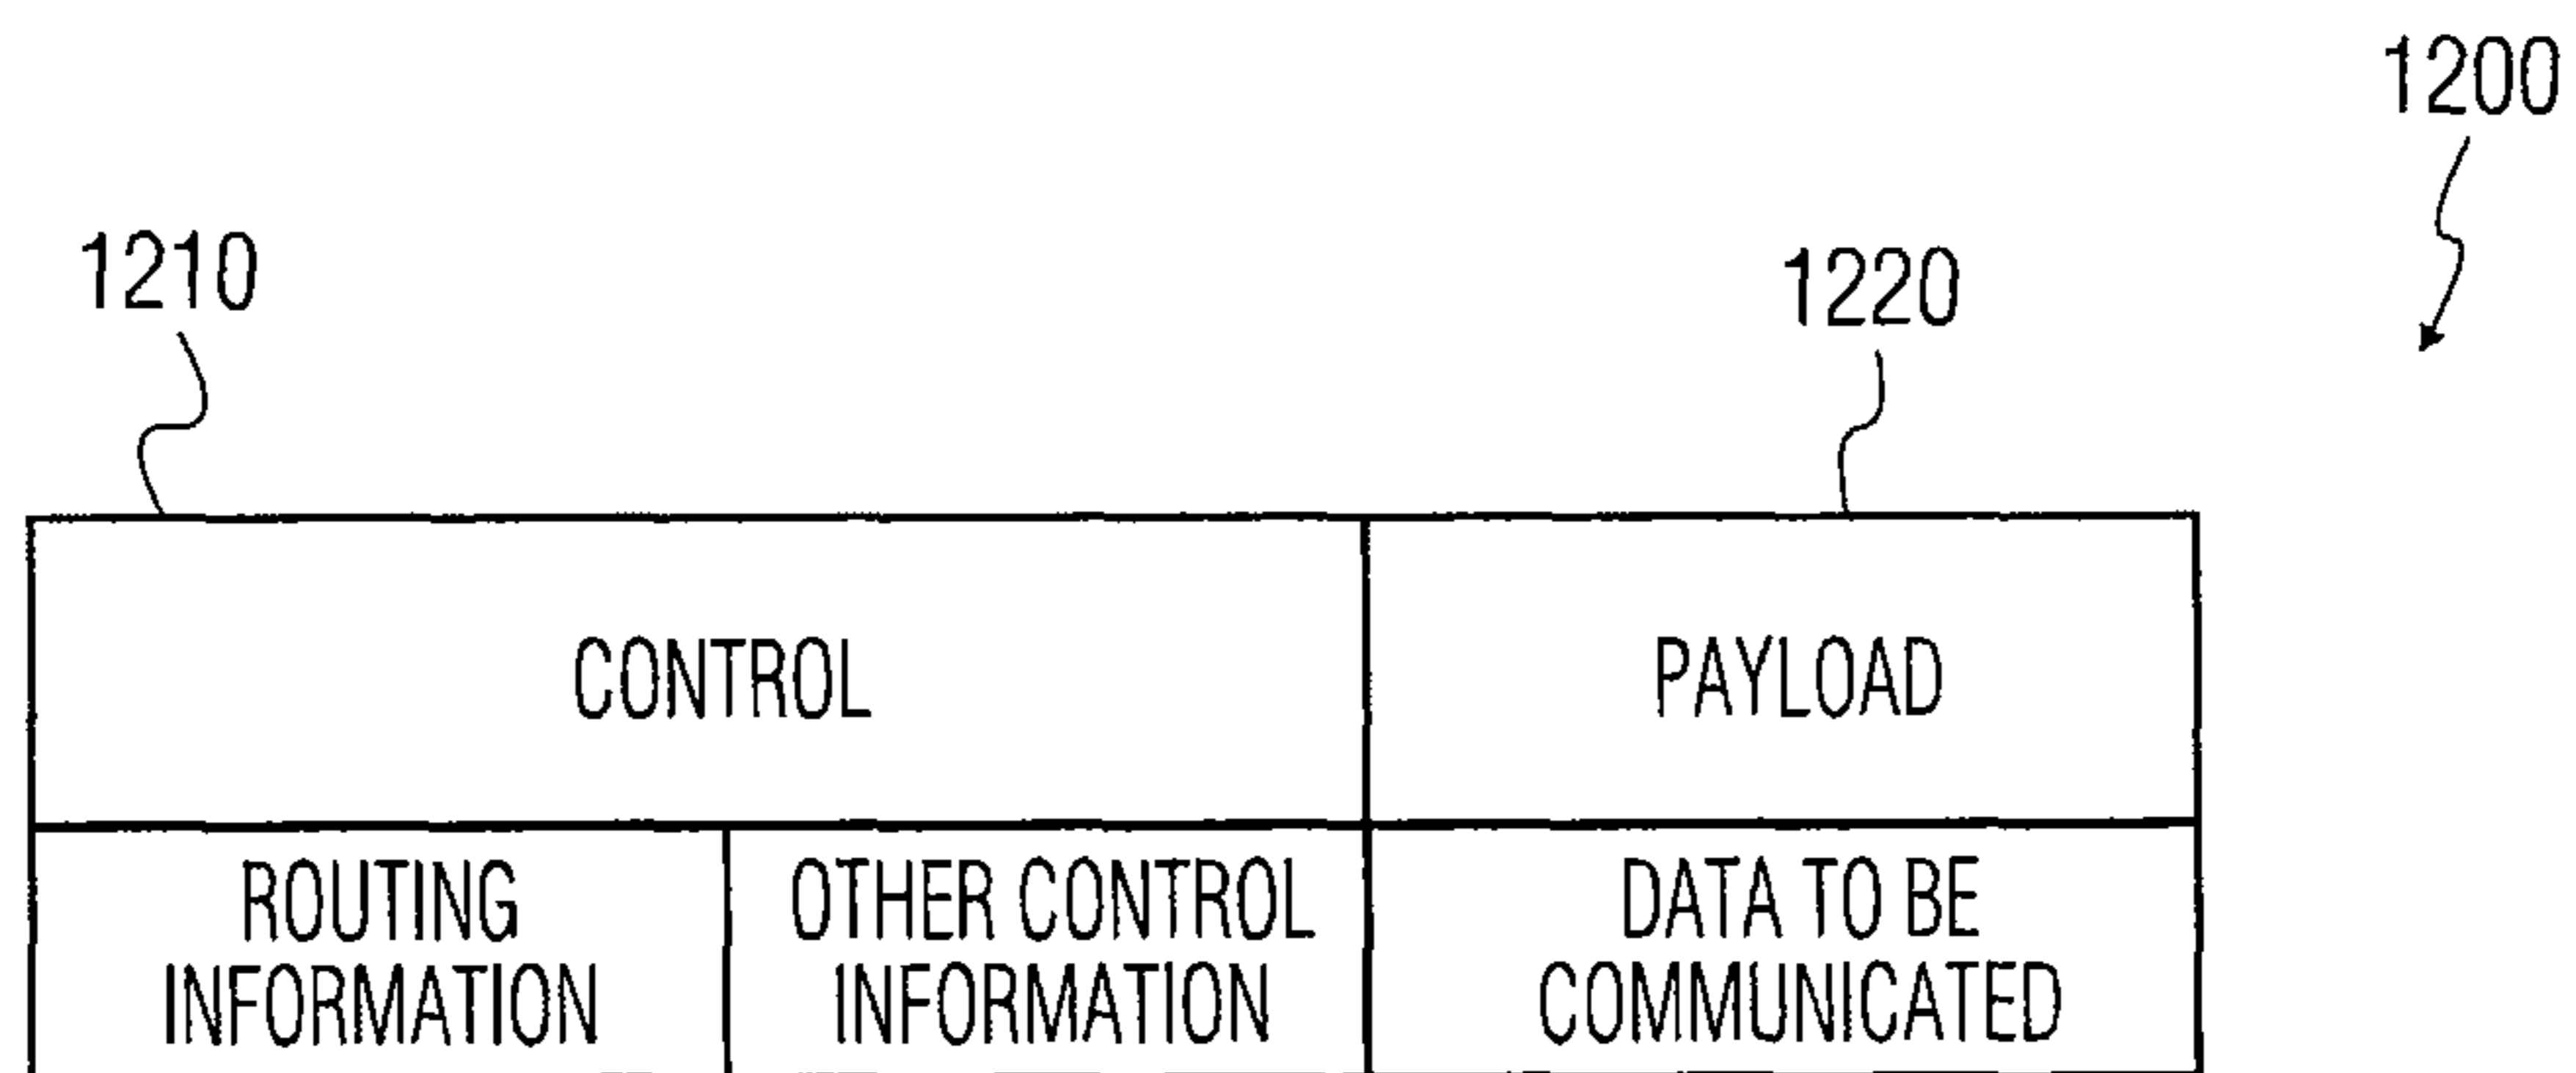 1200
1210
1220
CONTROL
PAYLOAD
ROUTING
INFORMATION
OTHER CONTROL
INFORMATION
DATA TO BE
COMMUNICATED